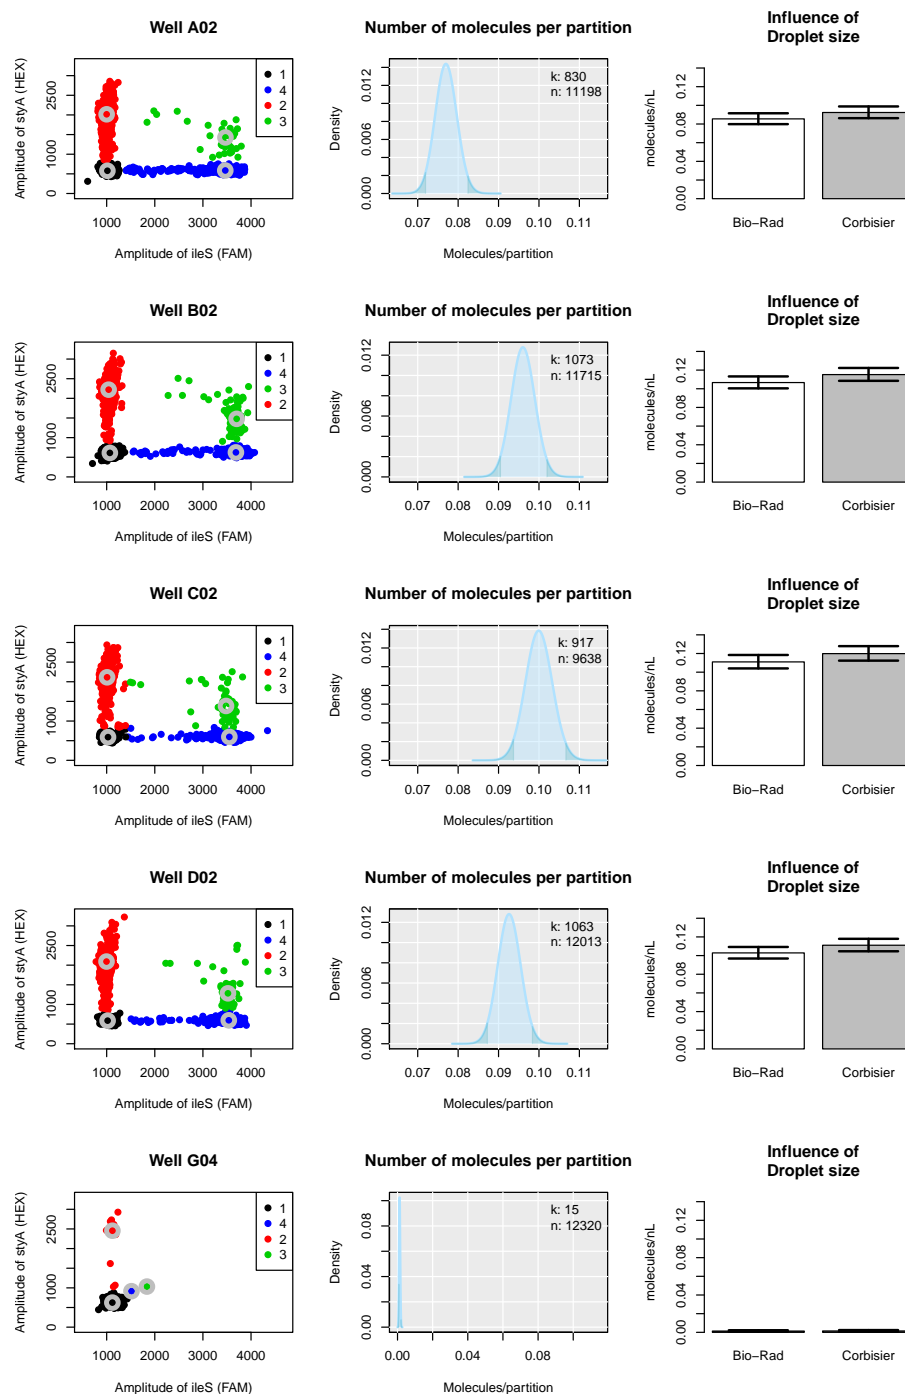 Well A02
Amplitude of styA (HEX)
0
1000
2500
1
4
2
3
1000 2000 3000 4000
Amplitude of ileS (FAM)
Number of molecules per partition
Density
0.000
0.006
0.012
k: 830
n: 11198
0.07 0.08 0.09 0.10 0.11
Molecules/partition
Influence of
Droplet size
molecules/nL
0.00
0.04
0.08
0.12
Bio−Rad Corbisier
Well B02
Amplitude of styA (HEX)
0
1000
2500
1
4
3
2
1000 2000 3000 4000
Amplitude of ileS (FAM)
Number of molecules per partition
Density
0.000
0.006
0.012
k: 1073
n: 11715
0.07 0.08 0.09 0.10 0.11
Molecules/partition
Influence of
Droplet size
molecules/nL
0.00
0.04
0.08
0.12
Bio−Rad Corbisier
Well C02
Amplitude of styA (HEX)
0
1000
2500
1
4
2
3
1000 2000 3000 4000
Amplitude of ileS (FAM)
Number of molecules per partition
Density
0.000
0.006
0.012
k: 917
n: 9638
0.07 0.08 0.09 0.10 0.11
Molecules/partition
Influence of
Droplet size
molecules/nL
0.00
0.04
0.08
0.12
Bio−Rad Corbisier
Well D02
Amplitude of styA (HEX)
0
1000
2500
1
4
2
3
1000 2000 3000 4000
Amplitude of ileS (FAM)
Number of molecules per partition
Density
0.000
0.006
0.012
k: 1063
n: 12013
0.07 0.08 0.09 0.10 0.11
Molecules/partition
Influence of
Droplet size
molecules/nL
0.00
0.04
0.08
0.12
Bio−Rad Corbisier
Well G04
Amplitude of styA (HEX)
0
1000
2500
1
4
2
3
1000 2000 3000 4000
Amplitude of ileS (FAM)
Number of molecules per partition
Density
0.00
0.04
0.08
k: 15
n: 12320
0.00 0.04 0.08
Molecules/partition
Influence of
Droplet size
molecules/nL
0.00
0.04
0.08
0.12
Bio−Rad Corbisier